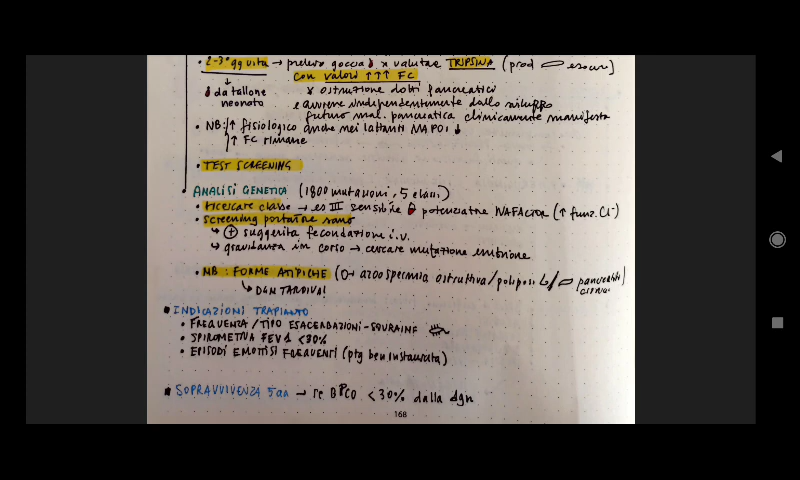 • 2-3° gg vita → prelievo goccia x valutare TRIPSINA (prod esocr)
con valori ↑↑↑ FC
↓ da tallone
neonato
x ostruzione dotti pancreatici
e avviene indipendentemente dallo sviluppo
futuro mal. pancreatica clinicamente manifesta
• NB: ↑ fisiologico anche nei lattanti MA POI ↓
↑ FC rimane
• TEST SCREENING
ANALISI GENETICA (1800 mutazioni, 5 classi)
• ricercare classe → es III sensibile a potenziatore (↑ funz. Cl⁻)
• screening portatore sano
↳ (+) suggerita fecondazione i.v.
↳ gravidanza in corso → cercare mutazione embrione
• NB: FORME ATIPICHE (azoospermia ostruttiva/poliposi
↳ DGN TARDIVA!
INDICAZIONI TRAPIANTO
• FREQUENZA/TIPO ESACERBAZIONI-SOVRAINF
• SPIROMETRIA FEV1 <30%
• EPISODI EMOTTISI FREQUENTI (ptg ben instaurata)
SOPRAVVIVENZA 5aa → se BPCO <30% dalla dgn
168